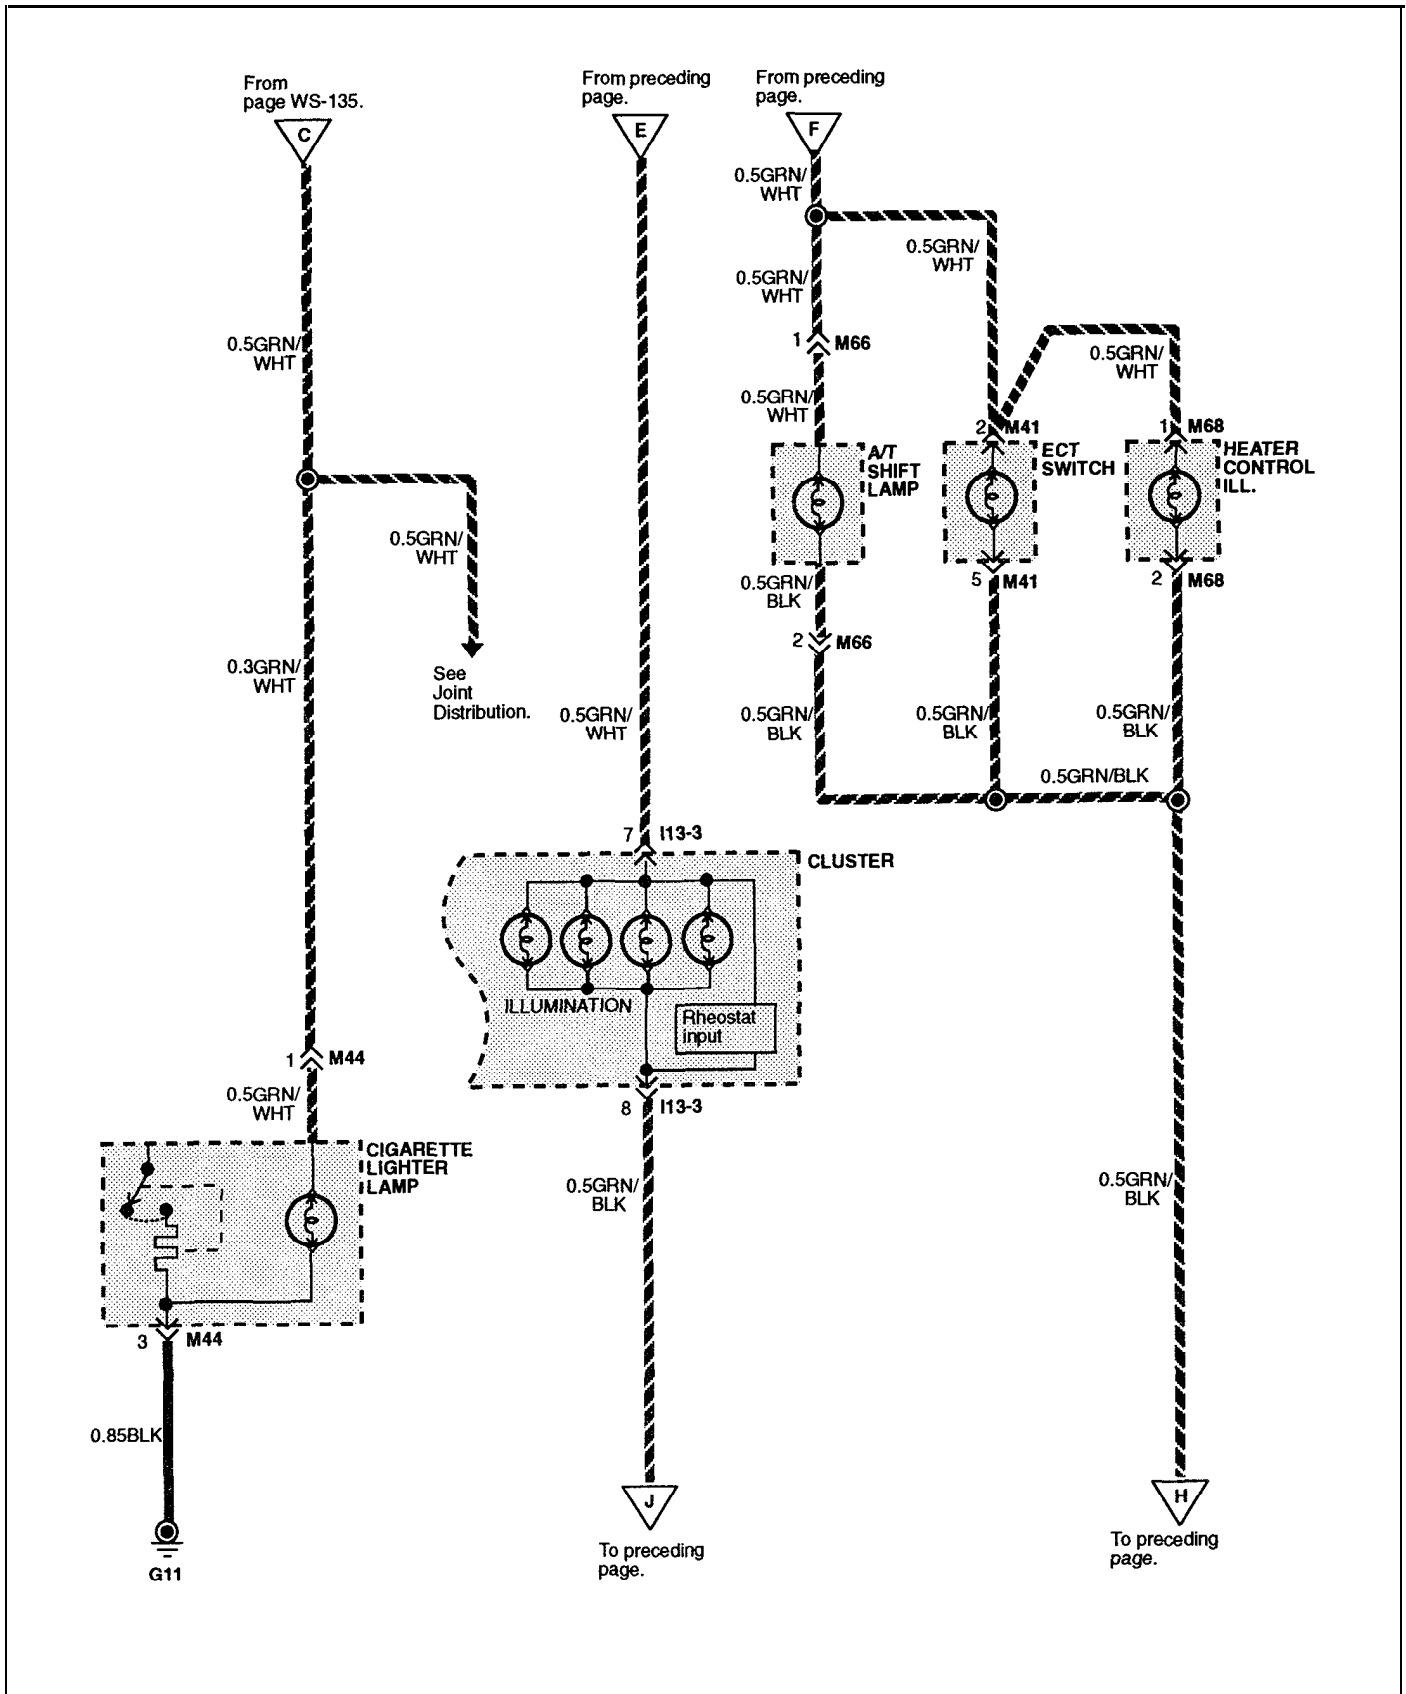 From
page WS-135.
C
From preceding
page.
E
From preceding
page.
F
0.5GRN/
WHT
0.5GRN/
WHT
0.5GRN/
WHT
1
M66
0.5GRN/
WHT
0.5GRN/
WHT
0.5GRN/
WHT
2
M41
1
M68
A/T
SHIFT
LAMP
ECT
SWITCH
HEATER
CONTROL
ILL.
0.5GRN/
WHT
0.5GRN/
BLK
5
M41
2
M68
2
M66
See
Joint
Distribution.
0.3GRN/
WHT
0.5GRN/
WHT
0.5GRN/
BLK
0.5GRN/
BLK
0.5GRN/
BLK
0.5GRN/BLK
7
I13-3
CLUSTER
ILLUMINATION
Rheostat
input
1
M44
0.5GRN/
WHT
8
I13-3
CIGARETTE
LIGHTER
LAMP
0.5GRN/
BLK
0.5GRN/
BLK
3
M44
0.85BLK
J
H
To preceding
page.
To preceding
page.
G11